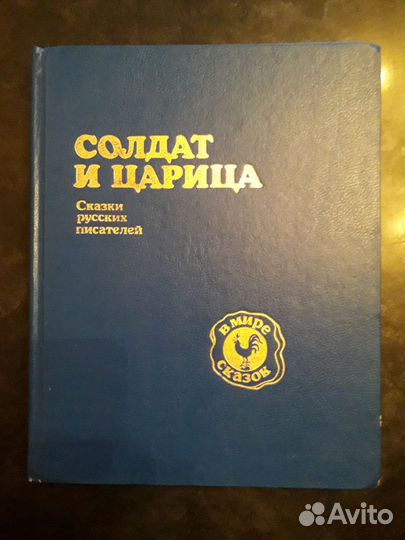 СОЛДАТ
И ЦАРИЦА
Сказки
русских
писателей
в мире
сказок
Avito